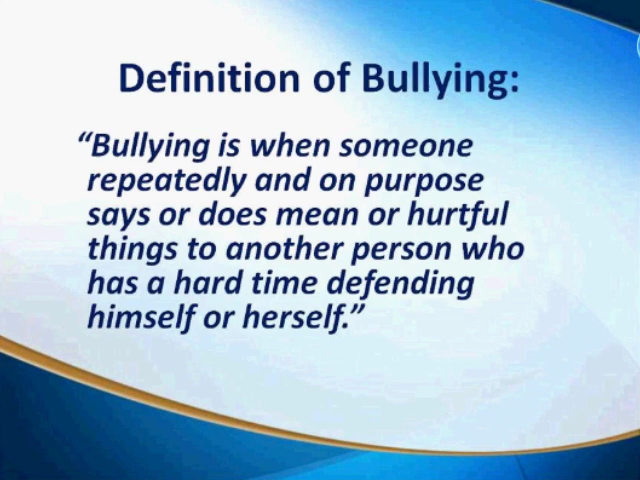 Definition of Bullying:
“Bullying is when someone
repeatedly and on purpose
says or does mean or hurtful
things to another person who
has a hard time defending
himself or herself.”